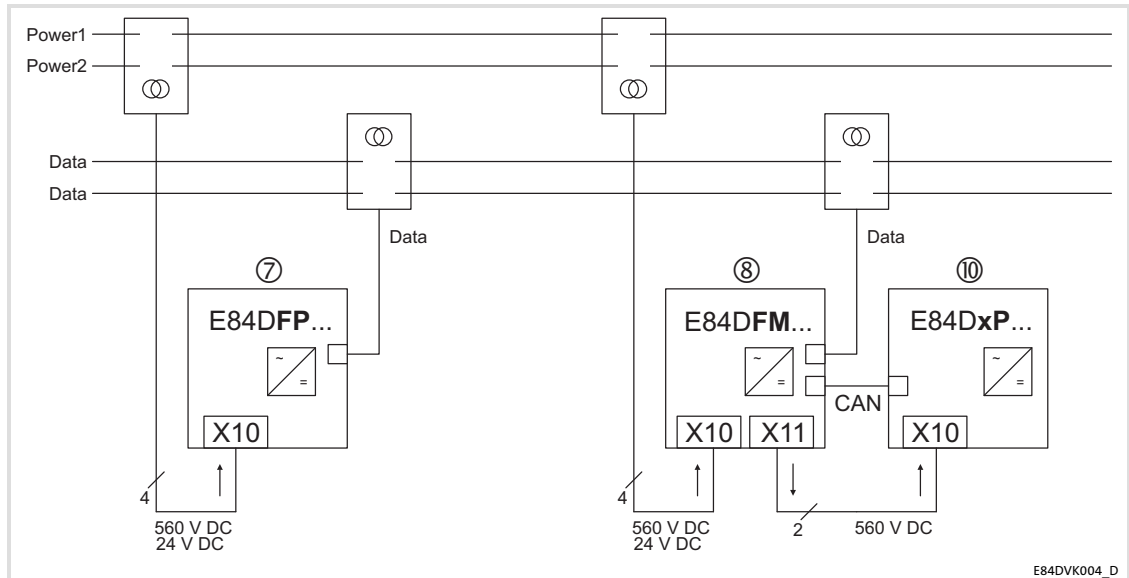 Power1
Power2
Data
Data
Data
Data
⑦
⑧
⑩
E84DFP...
E84DFM...
E84DxP...
~
=
~
=
CAN
X10
X10
X11
X10
4
4
2
560 V DC
24 V DC
560 V DC
24 V DC
560 V DC
E84DVK004_D